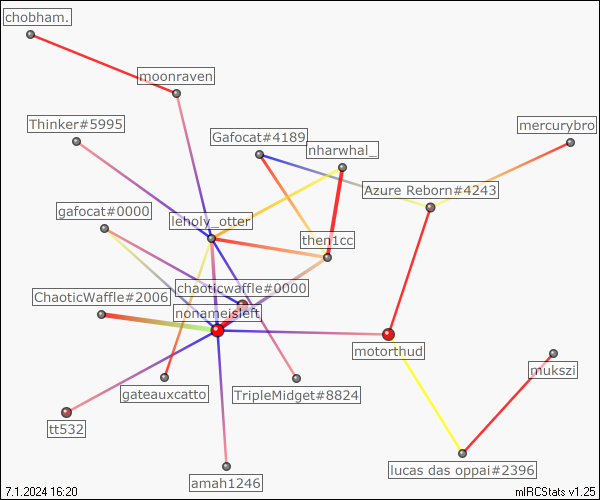 chobham.
moonraven
Thinker#5995
mercurybro
Gafocat#4189
nharwhal_
Azure Reborn#4243
gafocat#0000
leholy_otter
then1cc
chaoticwaffle#0000
ChaoticWaffle#2006
nonameisleft
motorthud
mukszi
gateauxcatto
TripleMidget#8824
tt532
lucas das oppai#2396
amah1246
7.1.2024 16:20
mIRCStats v1.25